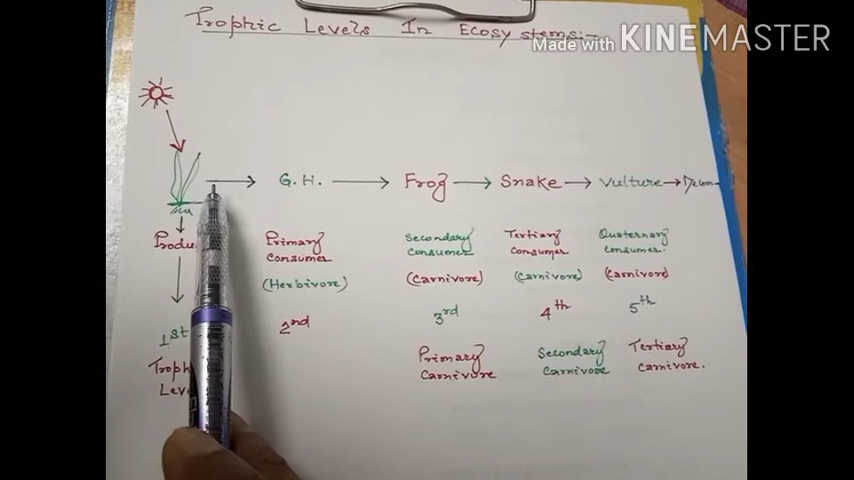 Trophic Levels In Ecosystems:-
Made with KINEMASTER
G.H. Frog Snake Vulture
Primary consumer (Herbivore) 2nd
Secondary consumer (Carnivore) 3rd Primary Carnivore
Tertiary consumer (Carnivore) 4th Secondary Carnivore
Quaternary consumer. (Carnivore) 5th Tertiary Carnivore.
1st